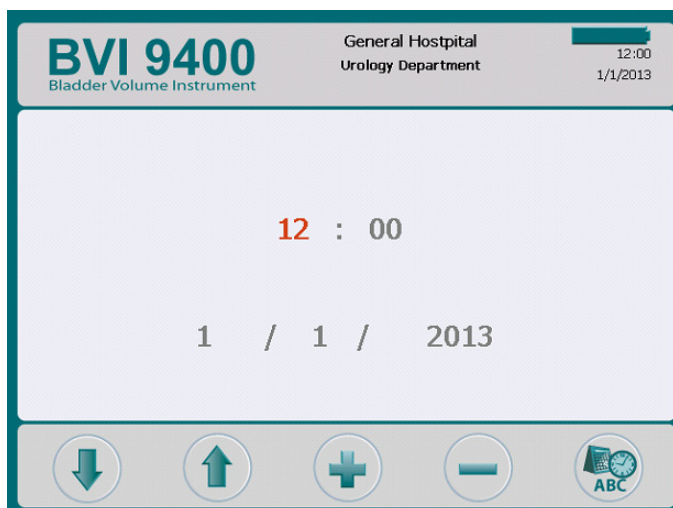 BVI 9400
Bladder Volume Instrument
General Hostpital
Urology Department
12:00
1/1/2013
12 : 00
1 / 1 / 2013
ABC